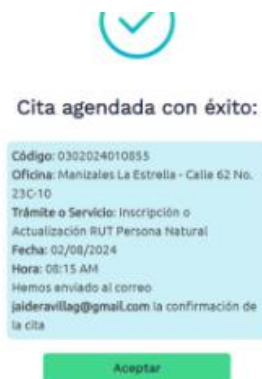 Cita agendada con éxito:
Código: 0302024010855
Oficina: Manizales La Estrella - Calle 62 No.
23C-10
Trámite o Servicio: Inscripción o
Actualización RUT Persona Natural
Fecha: 02/08/2024
Hora: 08:15 AM
Hemos enviado al correo
jaideravillag@gmail.com la confirmación de
la cita
Aceptar